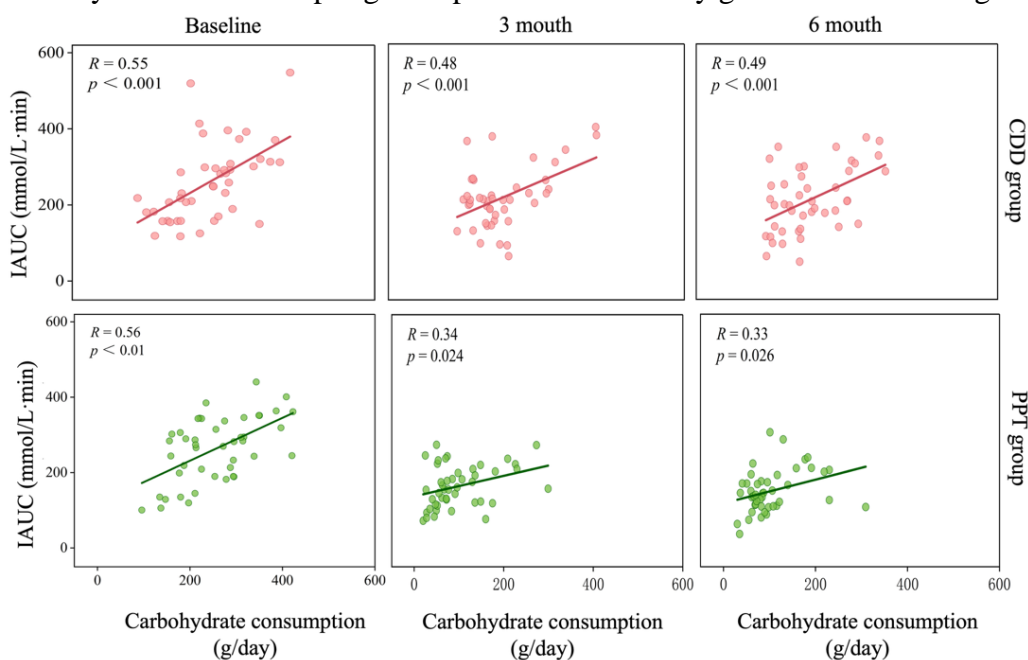 Baseline
3 mouth
6 mouth
600
400
200
0
IAUC (mmol/L·min)
R = 0.55
p < 0.001
R = 0.48
p < 0.001
R = 0.49
p < 0.001
CDD group
600
400
200
0
IAUC (mmol/L·min)
R = 0.56
p < 0.01
R = 0.34
p = 0.024
R = 0.33
p = 0.026
PPT group
0 200 400 600
0 200 400 600
0 200 400 600
Carbohydrate consumption
(g/day)
Carbohydrate consumption
(g/day)
Carbohydrate consumption
(g/day)